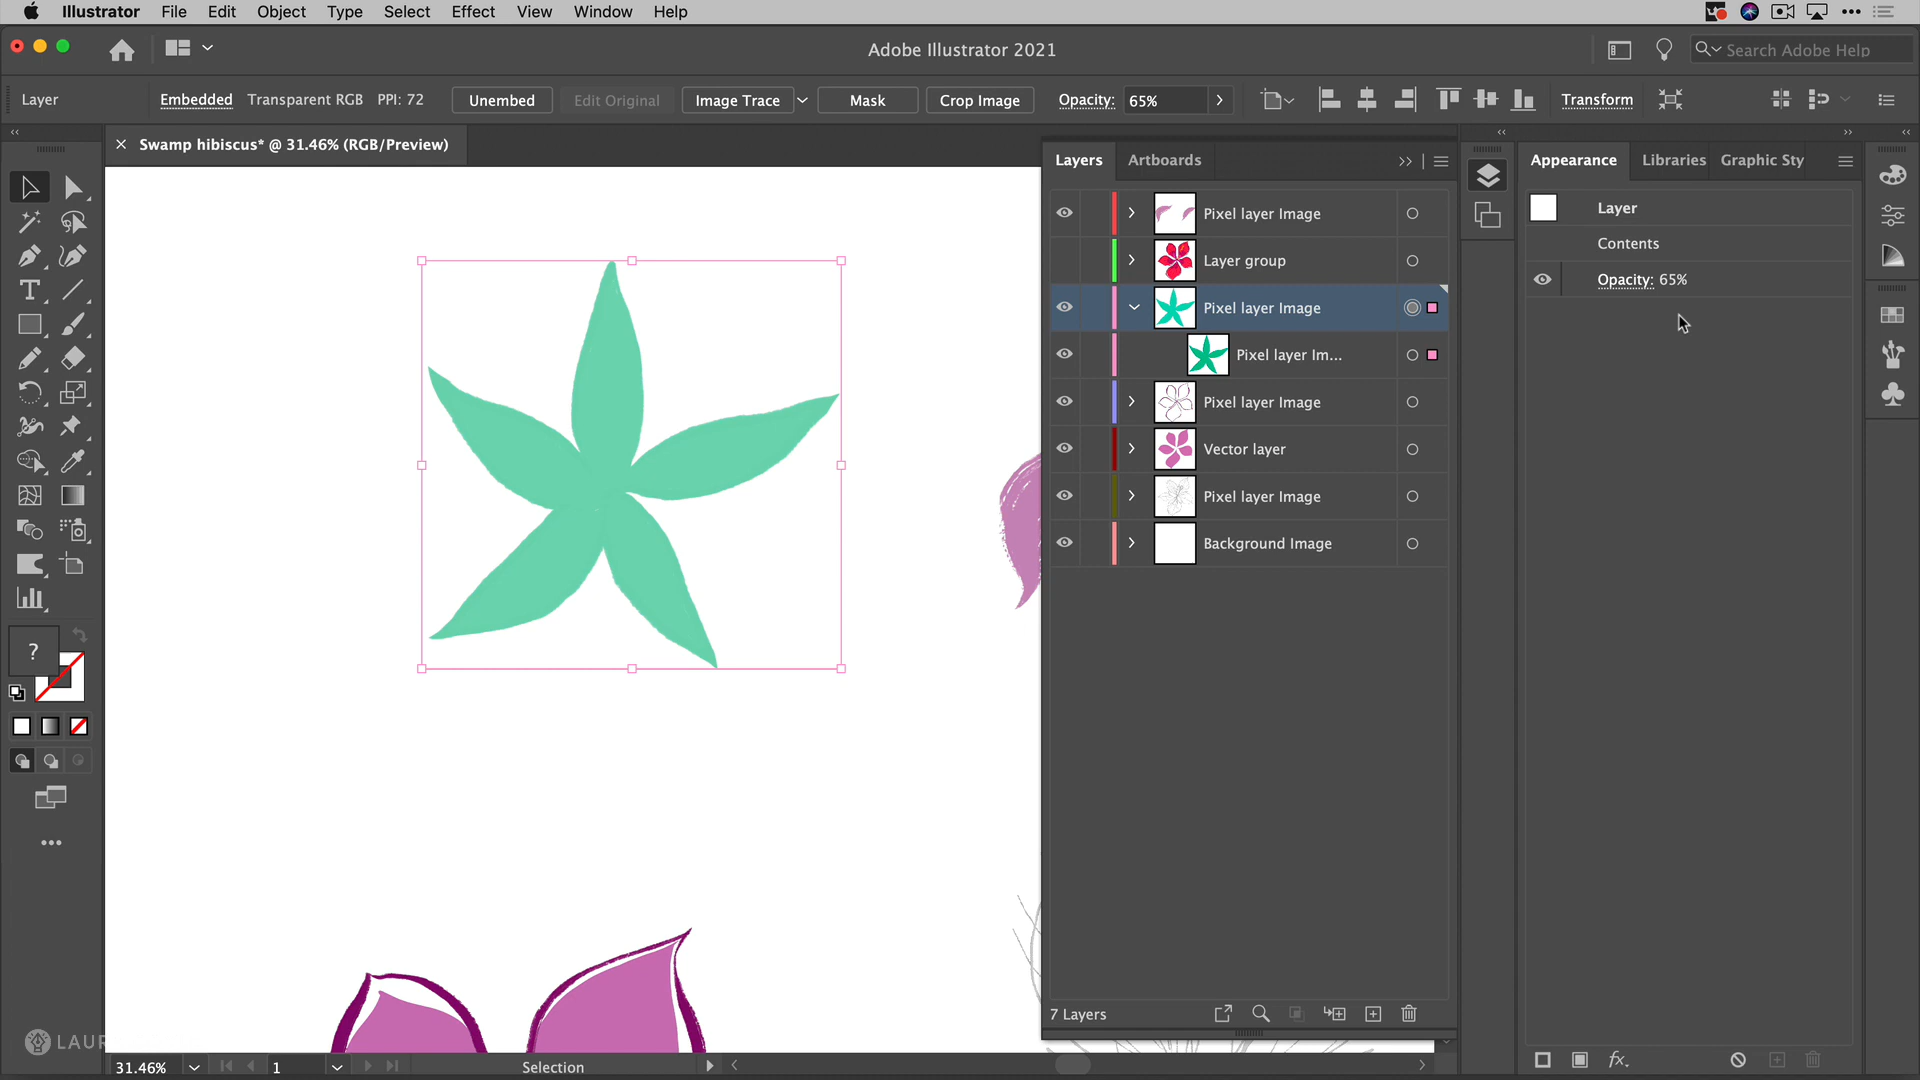 Illustrator File Edit Object Type Select Effect View Window Help
Adobe Illustrator 2021
Search Adobe Help
Layer Embedded Transparent RGB PPI: 72 Unembed Edit Original Image Trace Mask Crop Image Opacity: 65% Transform
Swamp hibiscus* @ 31.46% (RGB/Preview)
Layers Artboards
Appearance Libraries Graphic Sty
Pixel layer Image
Layer group
Pixel layer Image
Pixel layer Im...
Pixel layer Image
Vector layer
Pixel layer Image
Background Image
Layer
Contents
Opacity: 65%
?
7 Layers
LAUR
31.46% 1 Selection
fx.